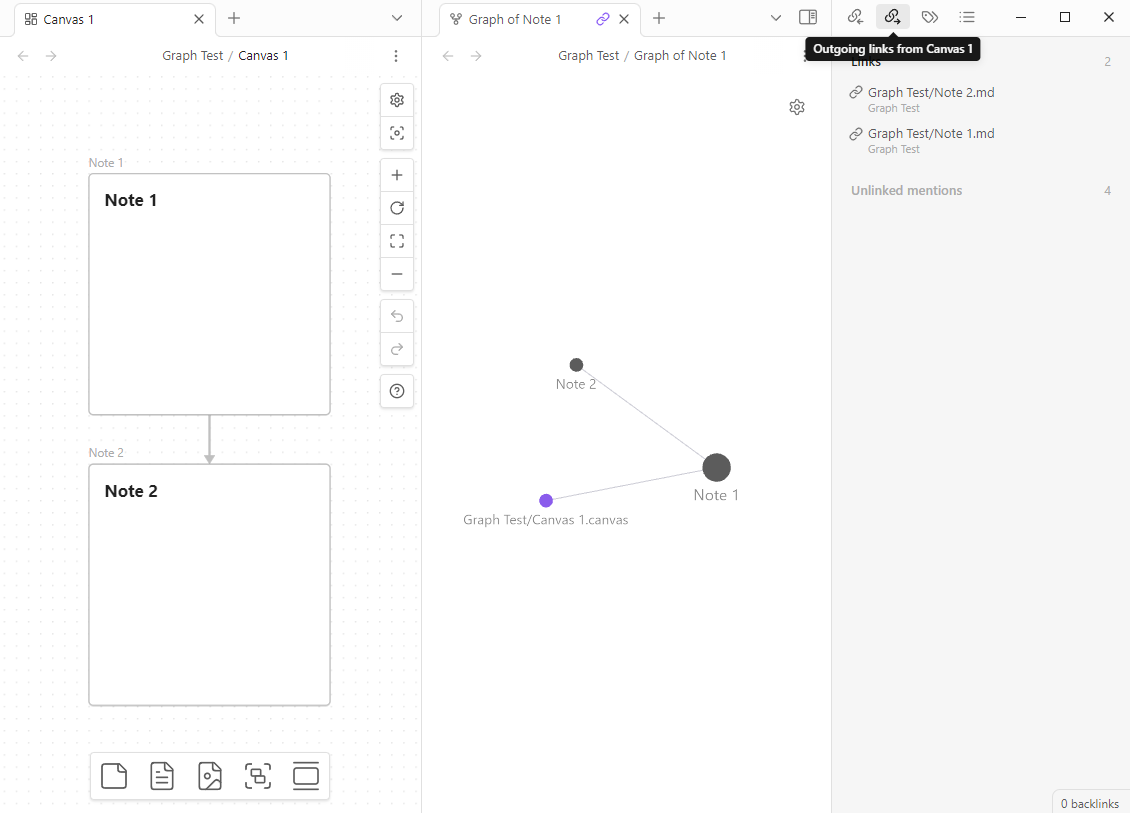 Canvas 1
Graph of Note 1
Graph Test / Canvas 1
Graph Test / Graph of Note 1
Outgoing links from Canvas 1
Links 2
Graph Test/Note 2.md
Graph Test
Graph Test/Note 1.md
Graph Test
Unlinked mentions 4
Note 1
Note 1
Note 2
Note 2
Note 2
Note 1
Graph Test/Canvas 1.canvas
0 backlinks